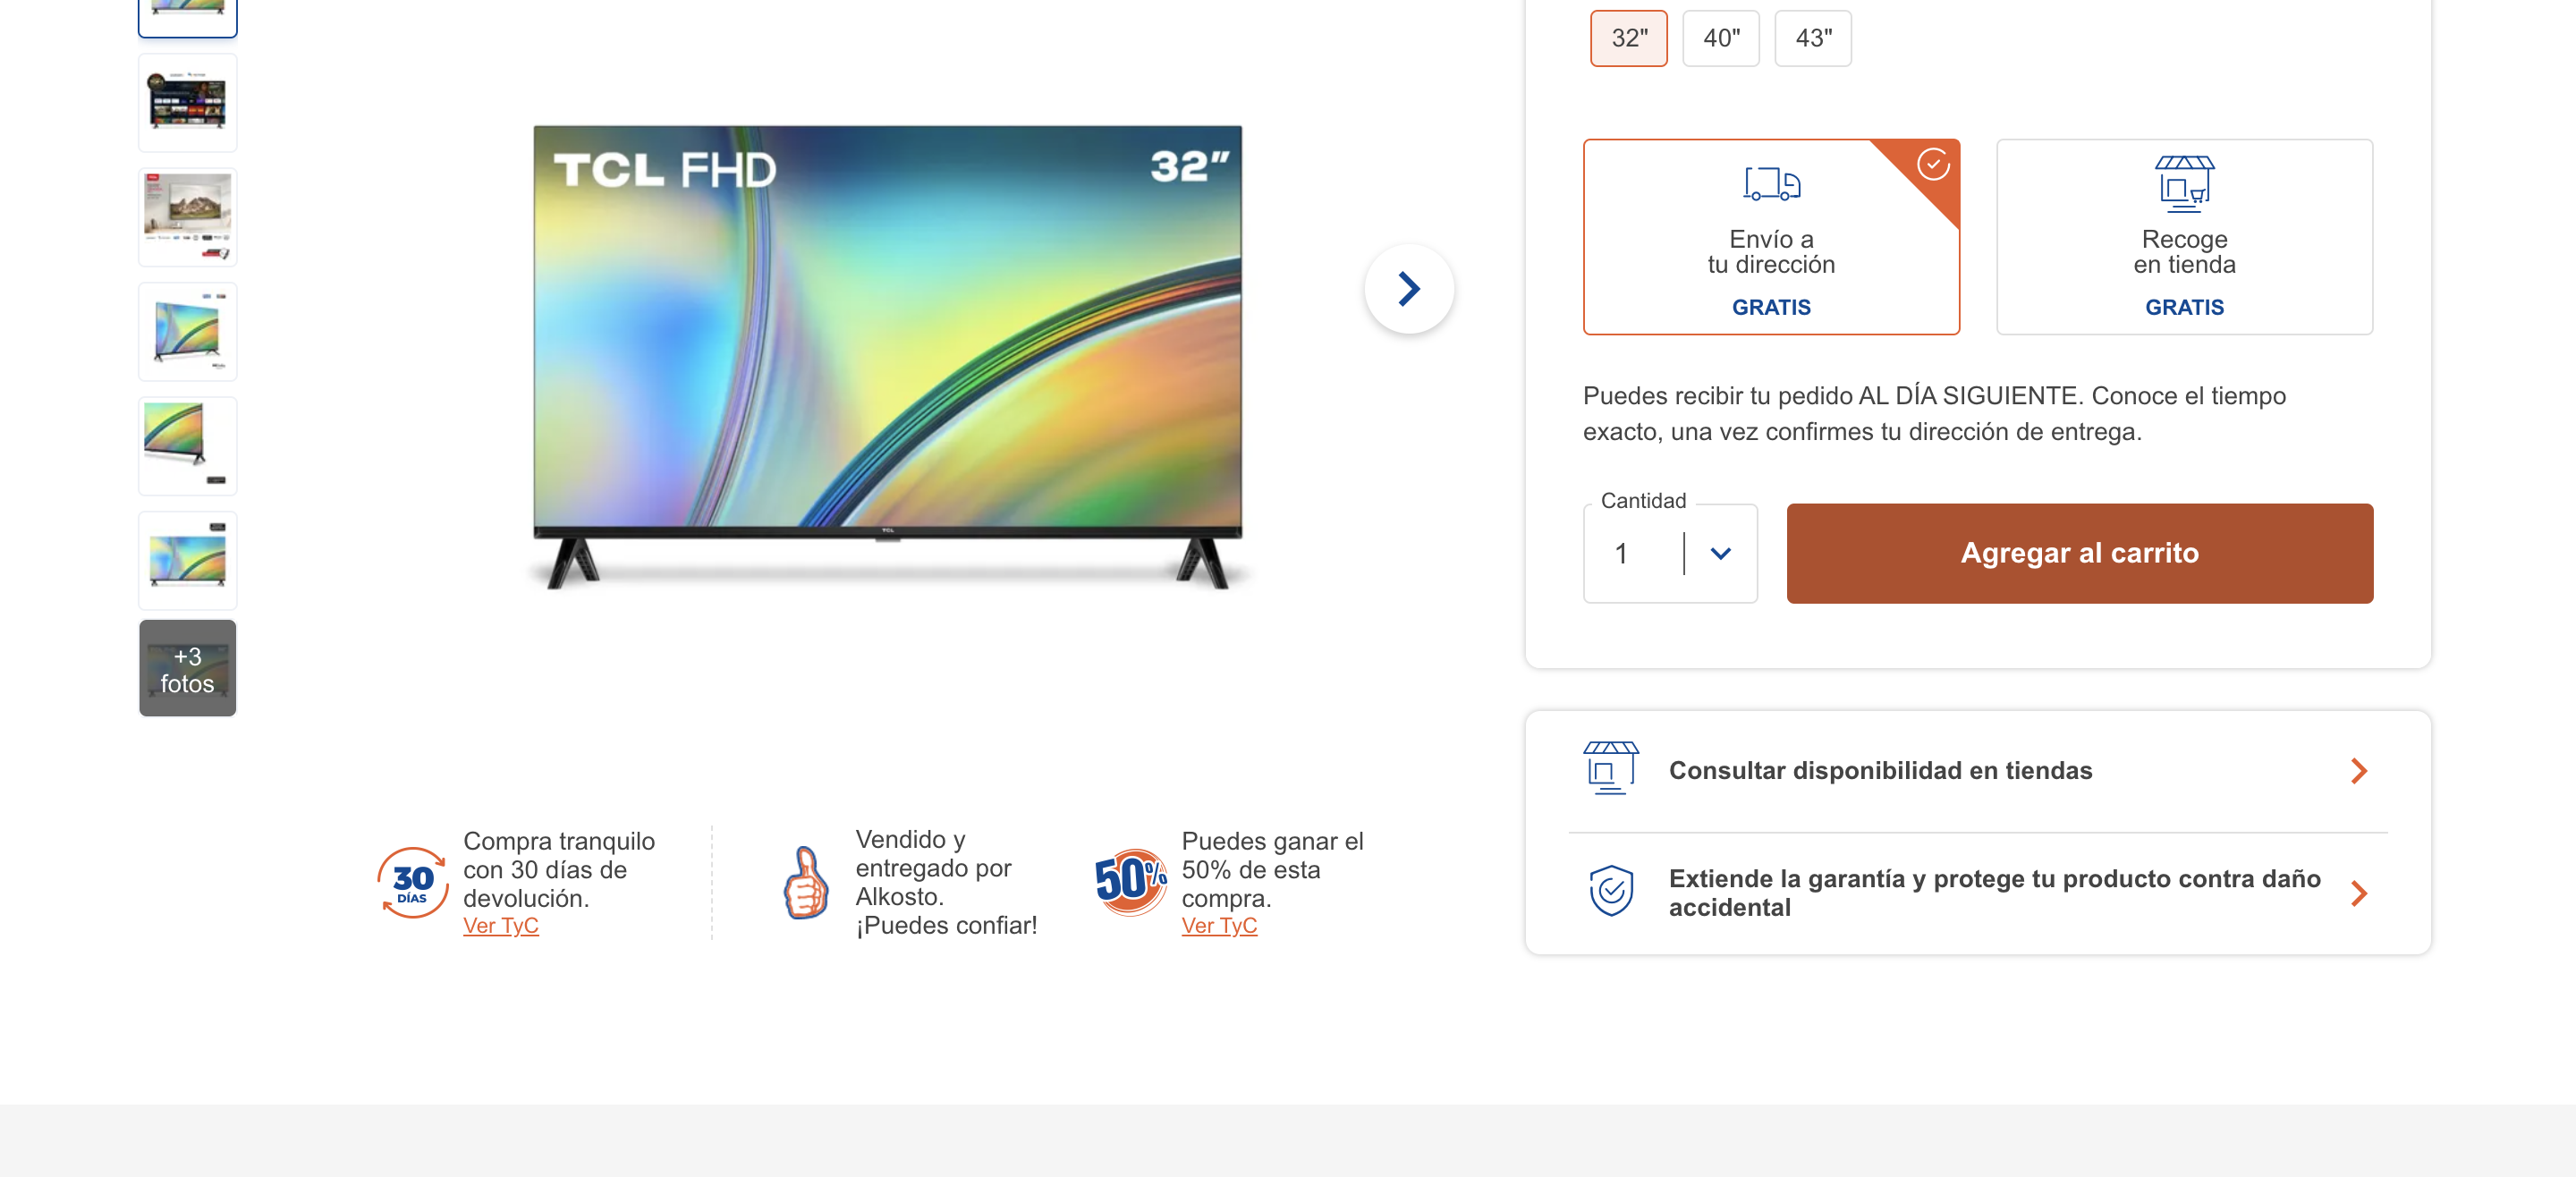 32"
40"
43"
TCL FHD
32"
TCL
Envío a
tu dirección
GRATIS
Recoge
en tienda
GRATIS
Puedes recibir tu pedido AL DÍA SIGUIENTE. Conoce el tiempo
exacto, una vez confirmes tu dirección de entrega.
Cantidad
1
Agregar al carrito
+3
fotos
Consultar disponibilidad en tiendas
Extiende la garantía y protege tu producto contra daño
accidental
30
DÍAS
Compra tranquilo
con 30 días de
devolución.
Ver TyC
Vendido y
entregado por
Alkosto.
¡Puedes confiar!
50%
Puedes ganar el
50% de esta
compra.
Ver TyC